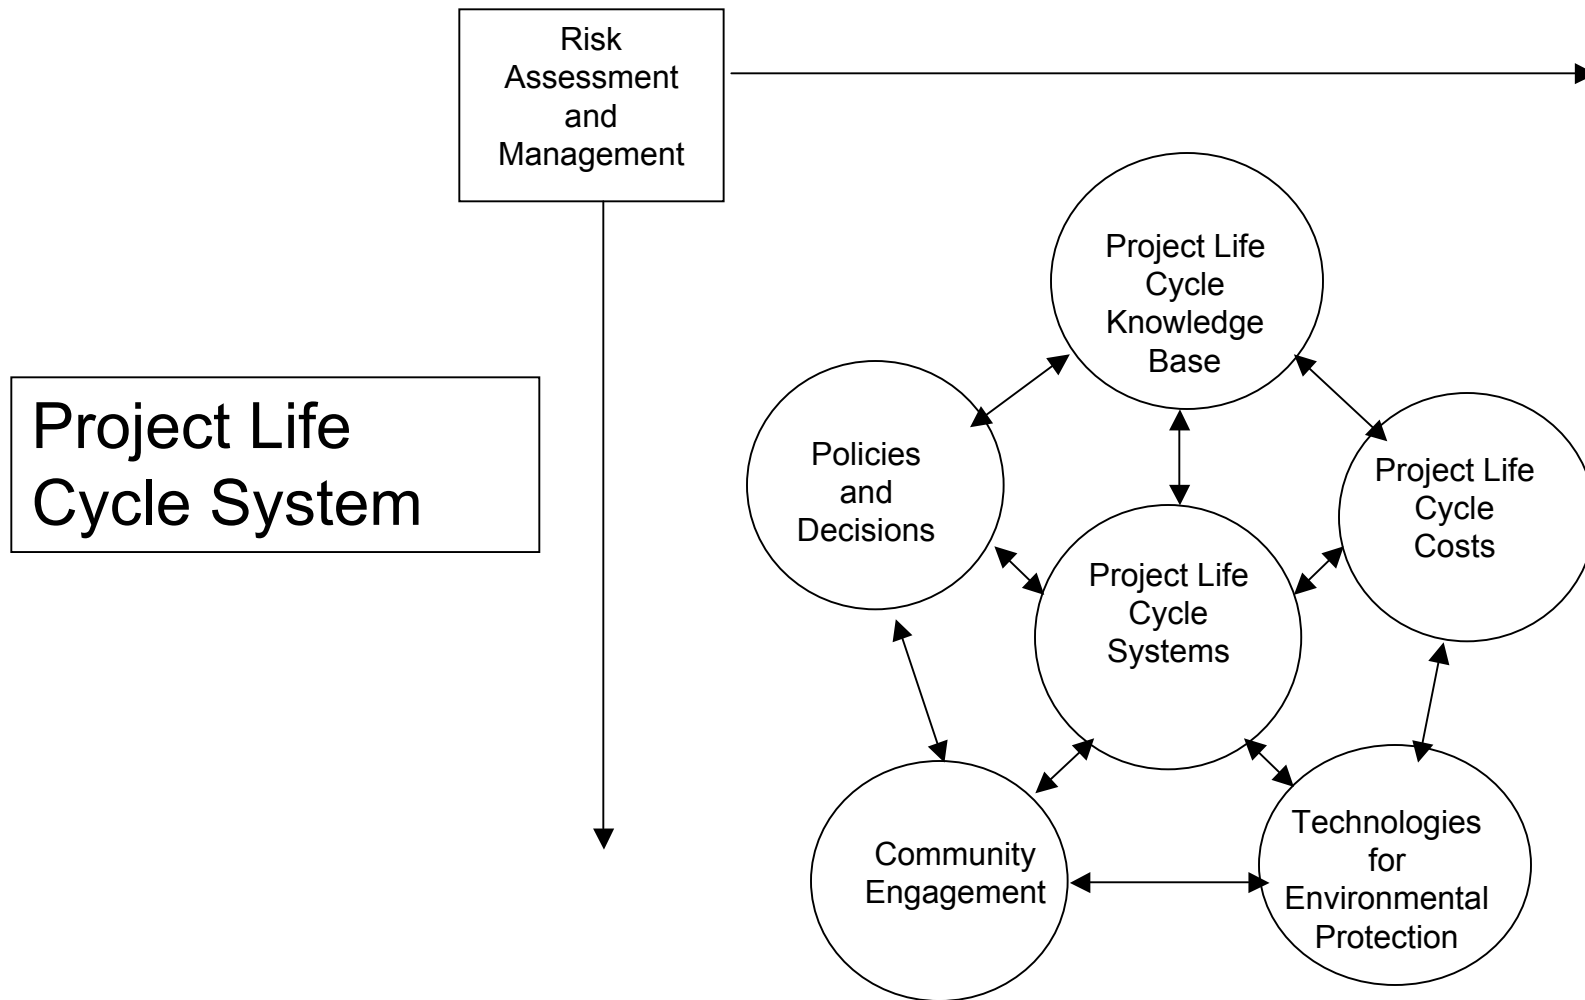 Risk
Assessment
and
Management
Project Life
Cycle System
Project Life
Cycle
Knowledge
Base
Policies
and
Decisions
Project Life
Cycle
Costs
Project Life
Cycle
Systems
Community
Engagement
Technologies
for
Environmental
Protection